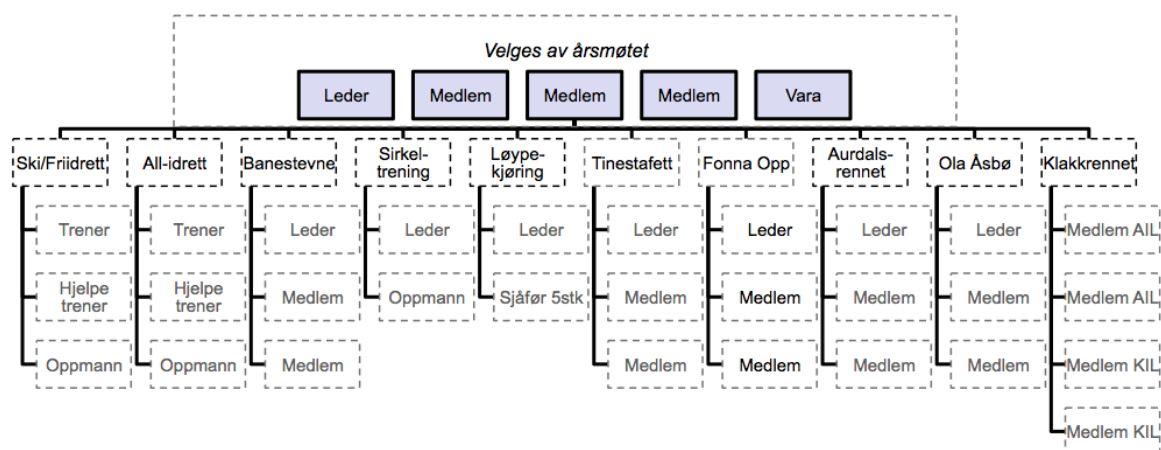 Velges av årsmøtet
Leder Medlem Medlem Medlem Vara
Ski/Friidrett All-idrett Banestevne Sirkel- Løype- Tinestafett Fonna Opp Aurdals- Ola Åsbø Klakkrennet
trening kjøring rennet
Trener Trener Leder Leder Leder Leder Leder Leder Leder Medlem AIL
Hjelpe Hjelpe Medlem Oppmann Sjåfør 5stk Medlem Medlem Medlem Medlem Medlem AIL
trener trener
Oppmann Oppmann Medlem Medlem Medlem Medlem Medlem Medlem KIL
Medlem KIL